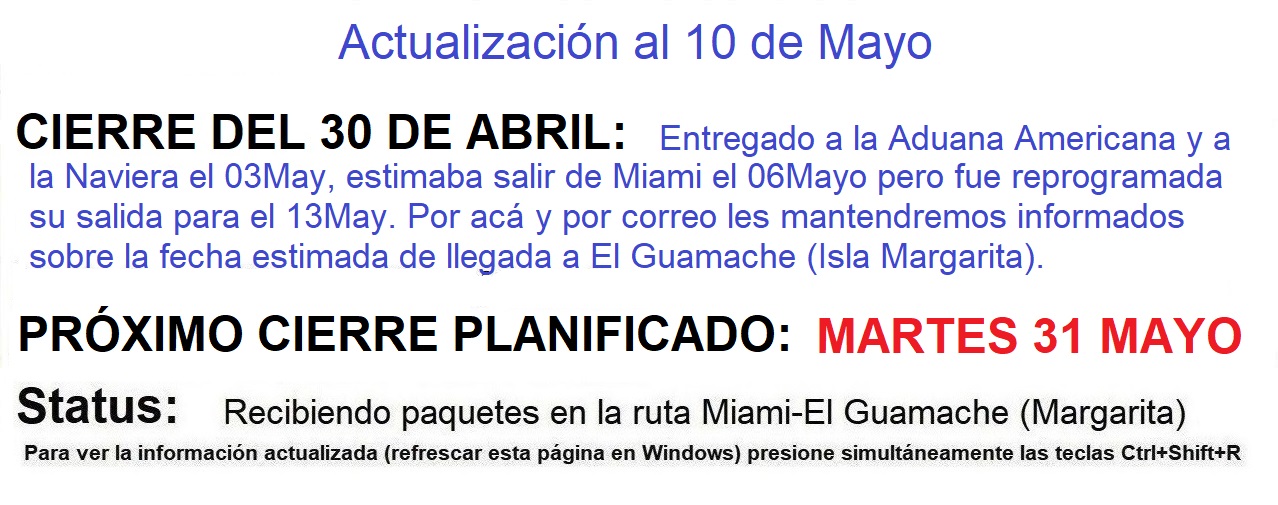 Actualización al 10 de Mayo
CIERRE DEL 30 DE ABRIL: Entregado a la Aduana Americana y a
la Naviera el 03May, estimaba salir de Miami el 06Mayo pero fue reprogramada
su salida para el 13May. Por acá y por correo les mantendremos informados
sobre la fecha estimada de llegada a El Guamache (Isla Margarita).
PRÓXIMO CIERRE PLANIFICADO: MARTES 31 MAYO
Status: Recibiendo paquetes en la ruta Miami-El Guamache (Margarita)
Para ver la información actualizada (refrescar esta página en Windows) presione simultáneamente las teclas Ctrl+Shift+R